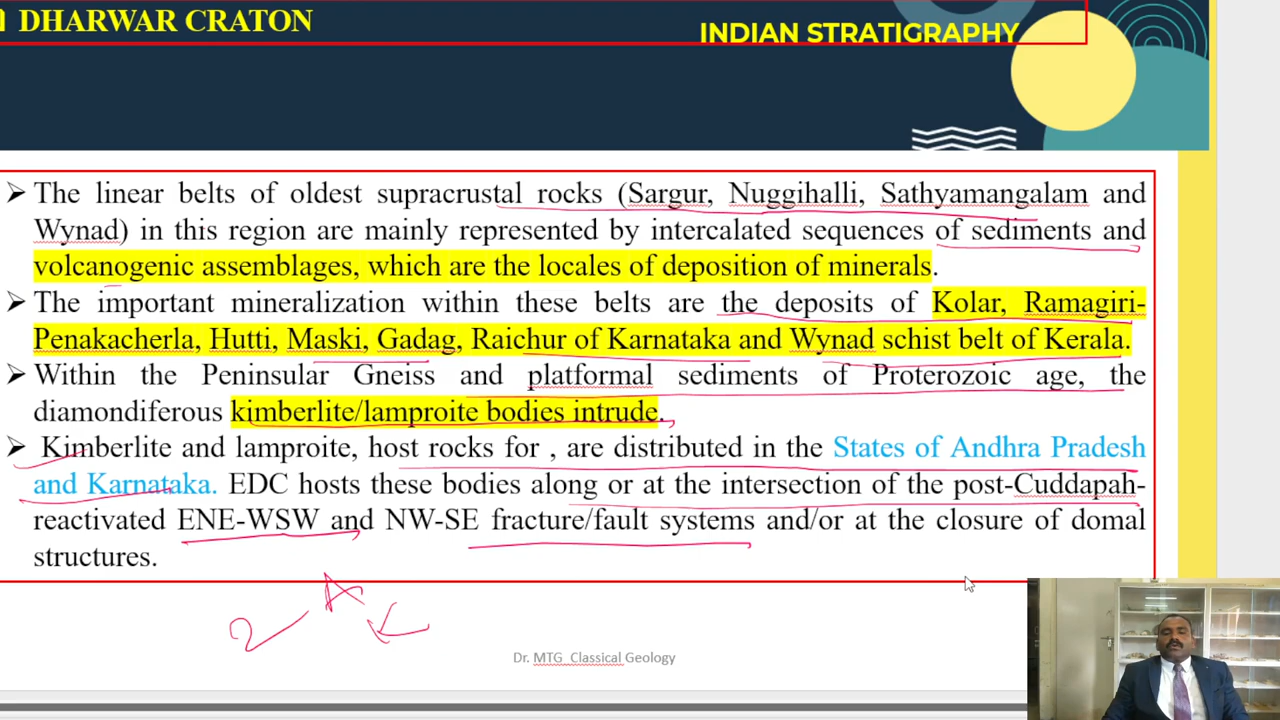 DHARWAR CRATON
INDIAN STRATIGRAPHY
➢ The linear belts of oldest supracrustal rocks (Sargur, Nuggihalli, Sathyamangalam and
Wynad) in this region are mainly represented by intercalated sequences of sediments and
volcanogenic assemblages, which are the locales of deposition of minerals.
➢ The important mineralization within these belts are the deposits of Kolar, Ramagiri-
Penakacherla, Hutti, Maski, Gadag, Raichur of Karnataka and Wynad schist belt of Kerala.
➢ Within the Peninsular Gneiss and platformal sediments of Proterozoic age, the
diamondiferous kimberlite/lamproite bodies intrude.
➢ Kimberlite and lamproite, host rocks for , are distributed in the States of Andhra Pradesh
and Karnataka. EDC hosts these bodies along or at the intersection of the post-Cuddapah-
reactivated ENE-WSW and NW-SE fracture/fault systems and/or at the closure of domal
structures.
2 A
K
Dr. MTG Classical Geology